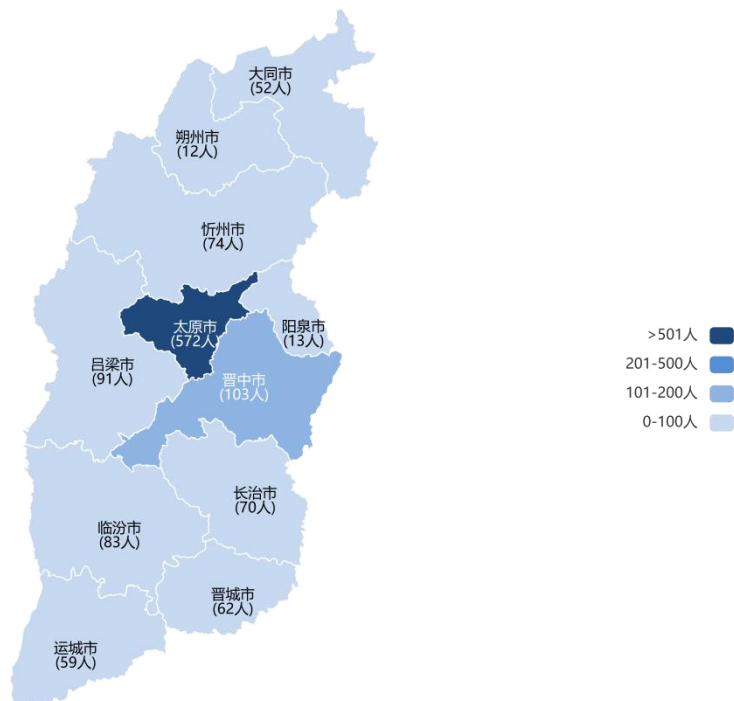 大同市
(52人)
朔州市
(12人)
忻州市
(74人)
太原市
(572人)
阳泉市
(13人)
吕梁市
(91人)
晋中市
(103人)
长治市
(70人)
临汾市
(83人)
晋城市
(62人)
运城市
(59人)
>501人
201-500人
101-200人
0-100人